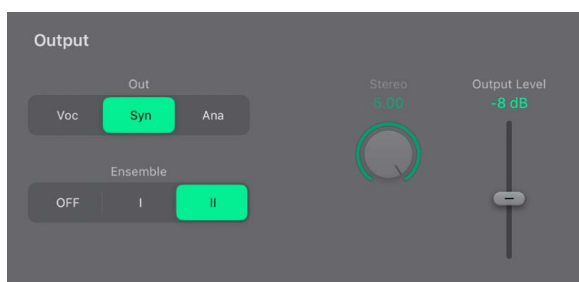 Output
Out
Voc Syn Ana
Ensemble
OFF I II
Stereo
6.00
Output Level
-8 dB